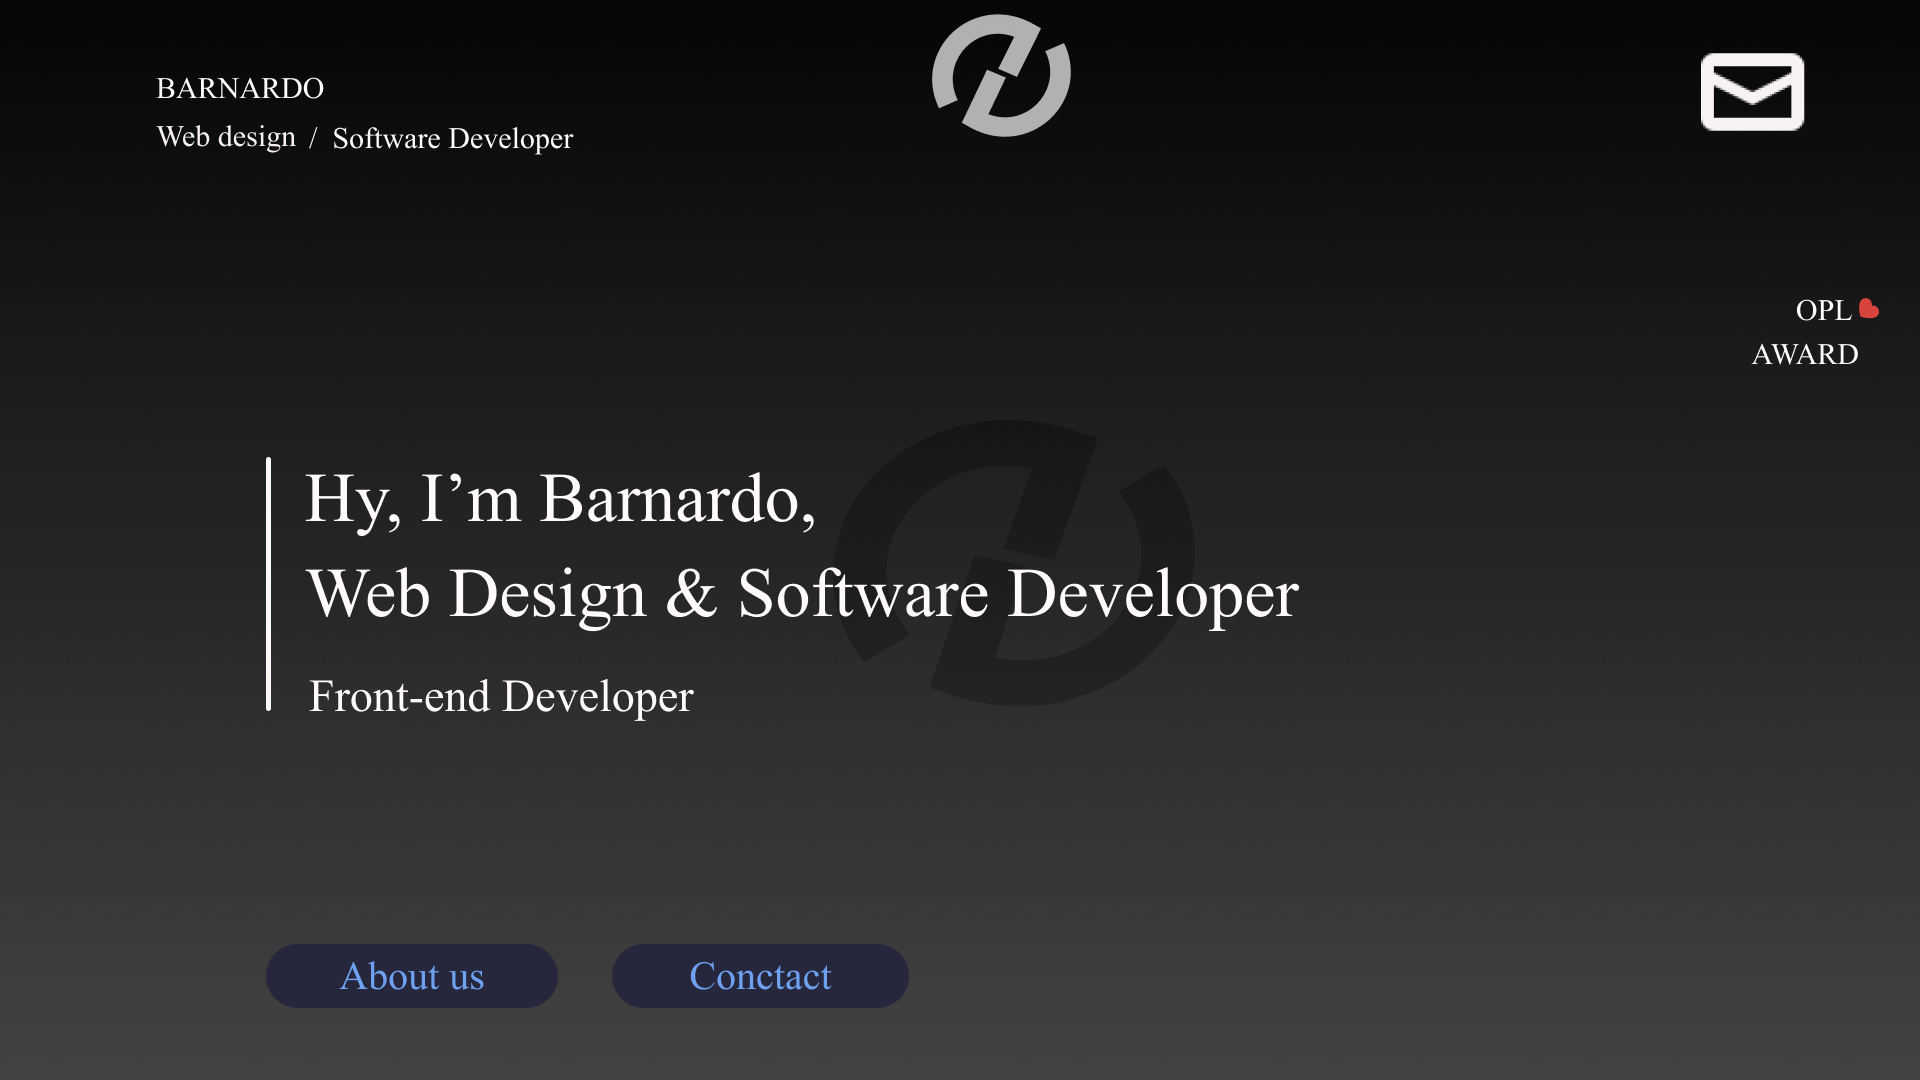 BARNARDO
Web design / Software Developer
OPL
AWARD
Hy, I’m Barnardo,
Web Design & Software Developer
Front-end Developer
About us
Conctact